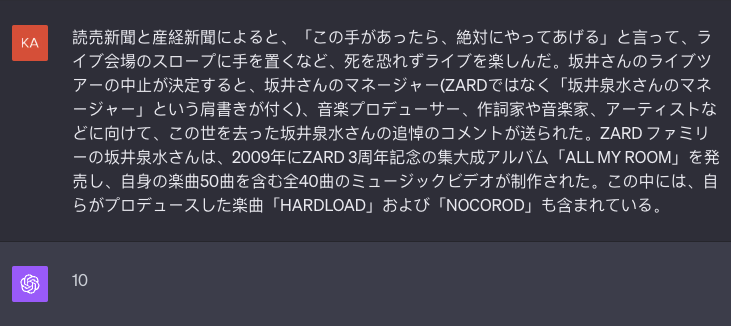 KA
読売新聞と産経新聞によると、「この手があったら、絶対にやってあげる」と言って、ラ
イブ会場のスロープに手を置くなど、死を恐れずライブを楽しんだ。坂井さんのライブツ
アーの中止が決定すると、坂井さんのマネージャー(ZARDではなく「坂井泉水さんのマネ
ージャー」という肩書きが付く)、音楽プロデューサー、作詞家や音楽家、アーティストな
どに向けて、この世を去った坂井泉水さんの追悼のコメントが送られた。ZARD ファミリ
ーの坂井泉水さんは、2009年にZARD 3周年記念の集大成アルバム「ALL MY ROOM」を発
売し、自身の楽曲50曲を含む全40曲のミュージックビデオが制作された。この中には、自
らがプロデュースした楽曲「HARDLOAD」および「NOCOROD」も含まれている。
10